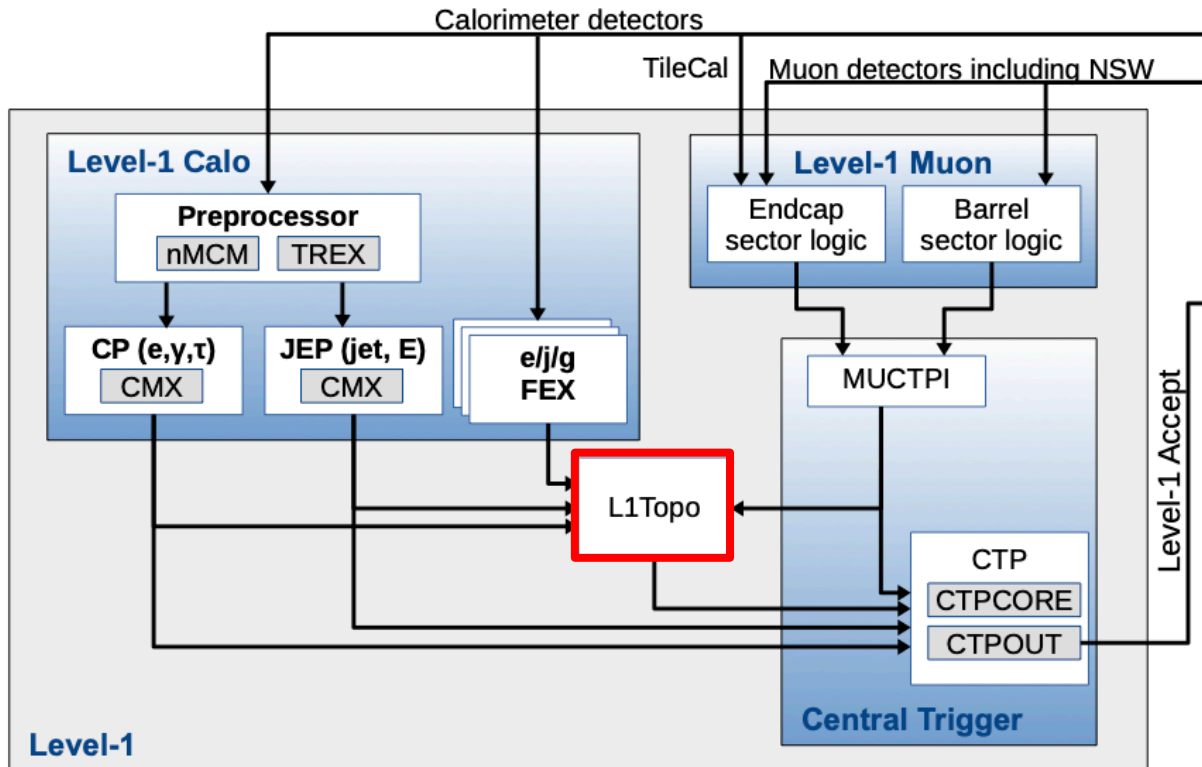 Calorimeter detectors
TileCal
Muon detectors including NSW
Level-1 Calo
Preprocessor
nMCM
TREX
CP (e,γ,τ)
CMX
JEP (jet, E)
CMX
e/j/g
FEX
Level-1 Muon
Endcap
sector logic
Barrel
sector logic
MUCTPI
L1Topo
CTP
CTPCORE
CTPOUT
Central Trigger
Level-1 Accept
Level-1